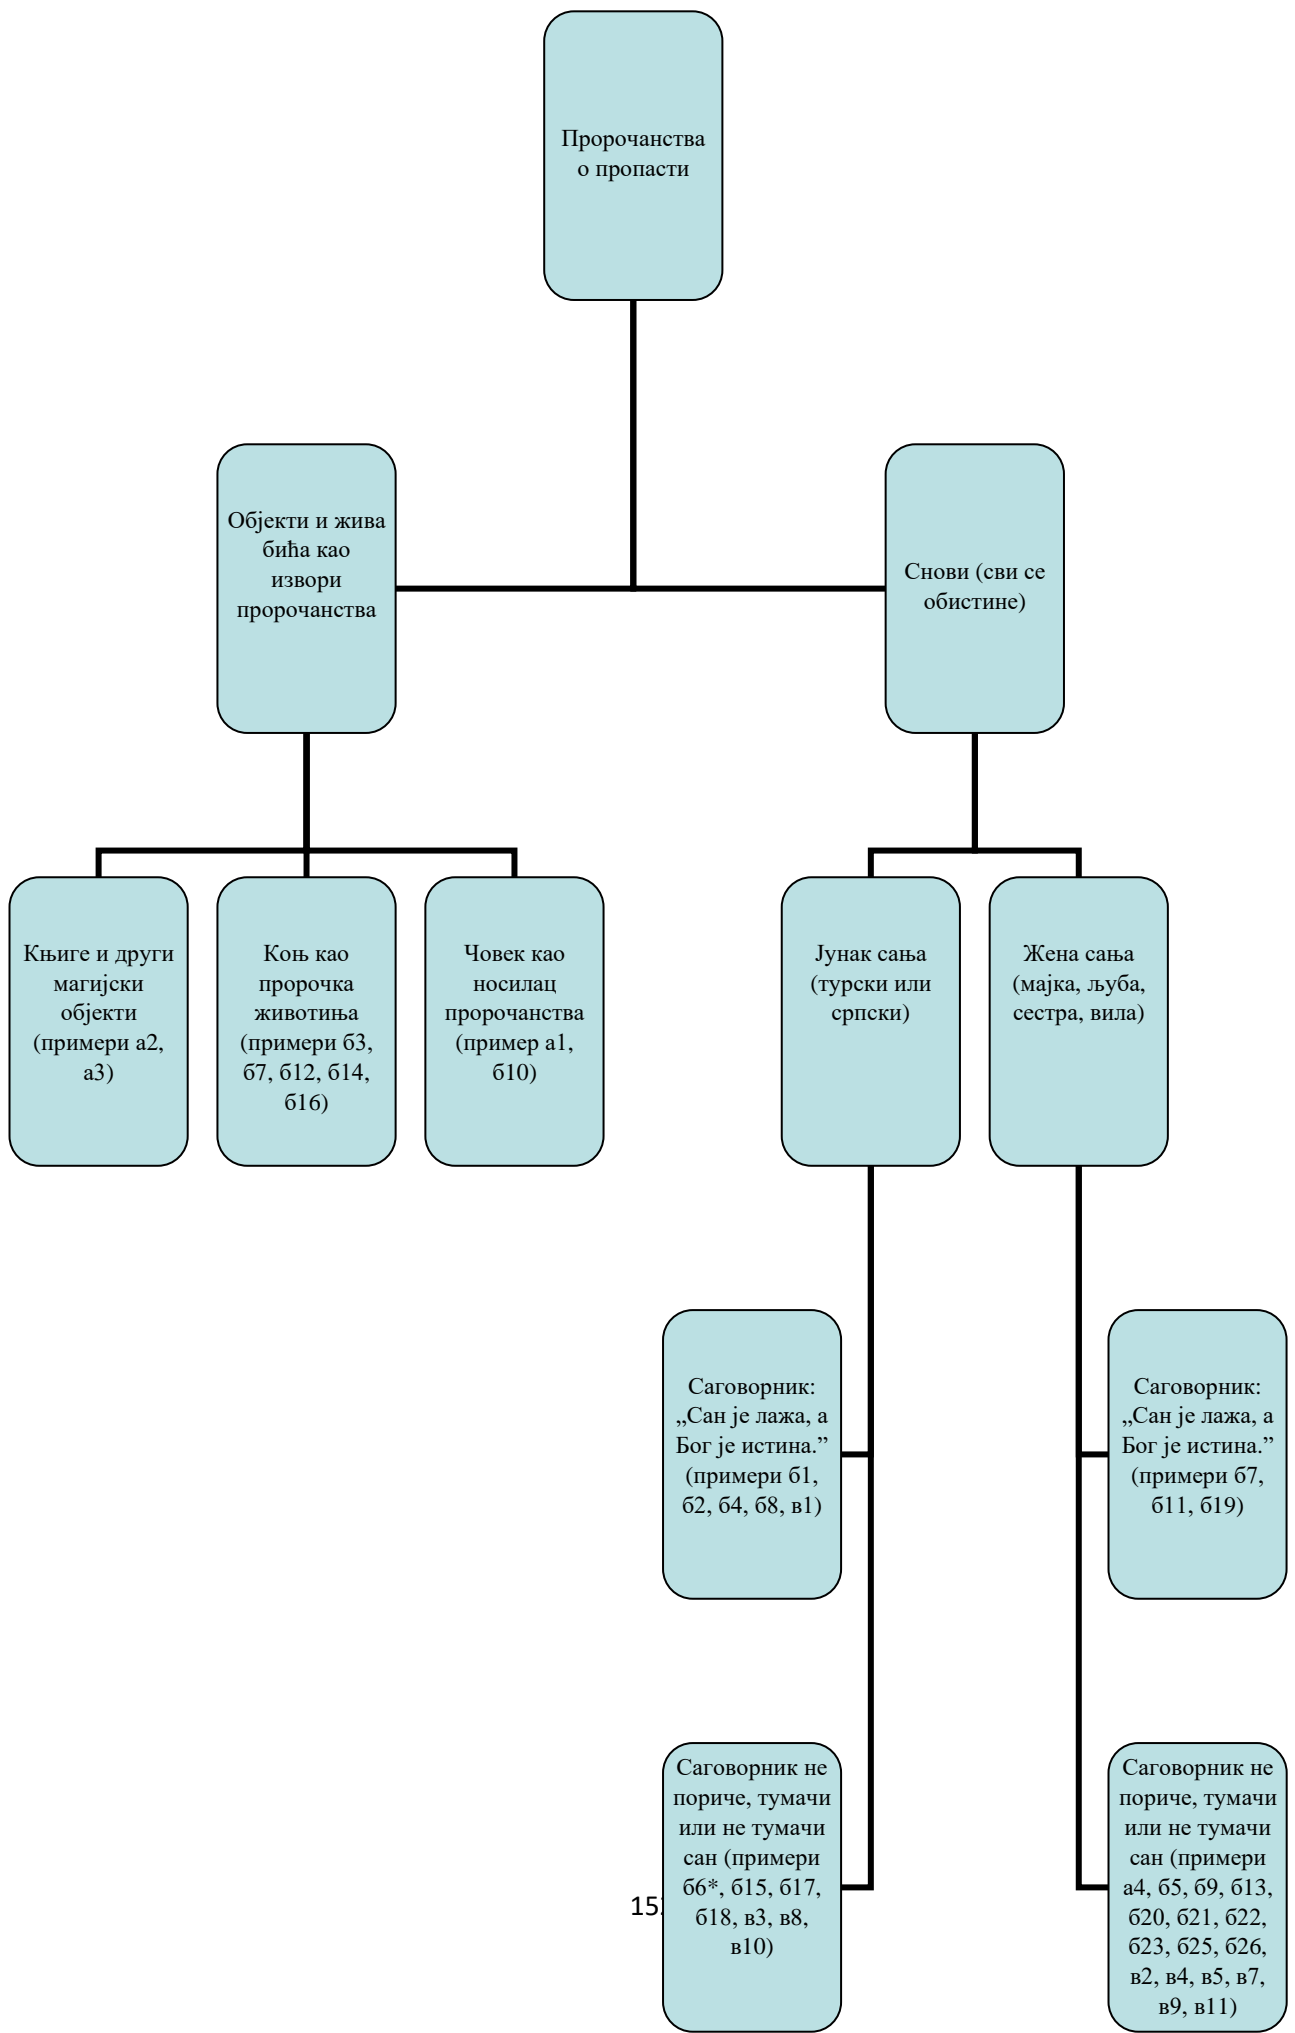 Пророчанства
о пропасти
Објекти и жива
бића као
извори
пророчанства
Снови (сви се
обистине)
Књиге и други
магијски
објекти
(примери а2,
а3)
Коњ као
пророчка
животиња
(примери б3,
б7, б12, б14,
б16)
Човек као
носилац
пророчанства
(пример а1,
б10)
Јунак сања
(турски или
српски)
Жена сања
(мајка, љуба,
сестра, вила)
Саговорник:
„Сан је лажа, а
Бог је истина.”
(примери б1,
б2, б4, б8, в1)
Саговорник:
„Сан је лажа, а
Бог је истина.”
(примери б7,
б11, б19)
Саговорник не
пориче, тумачи
или не тумачи
сан (примери
б6*, б15, б17,
б18, в3, в8,
в10)
Саговорник не
пориче, тумачи
или не тумачи
сан (примери
а4, б5, б9, б13,
б20, б21, б22,
б23, б25, б26,
в2, в4, в5, в7,
в9, в11)